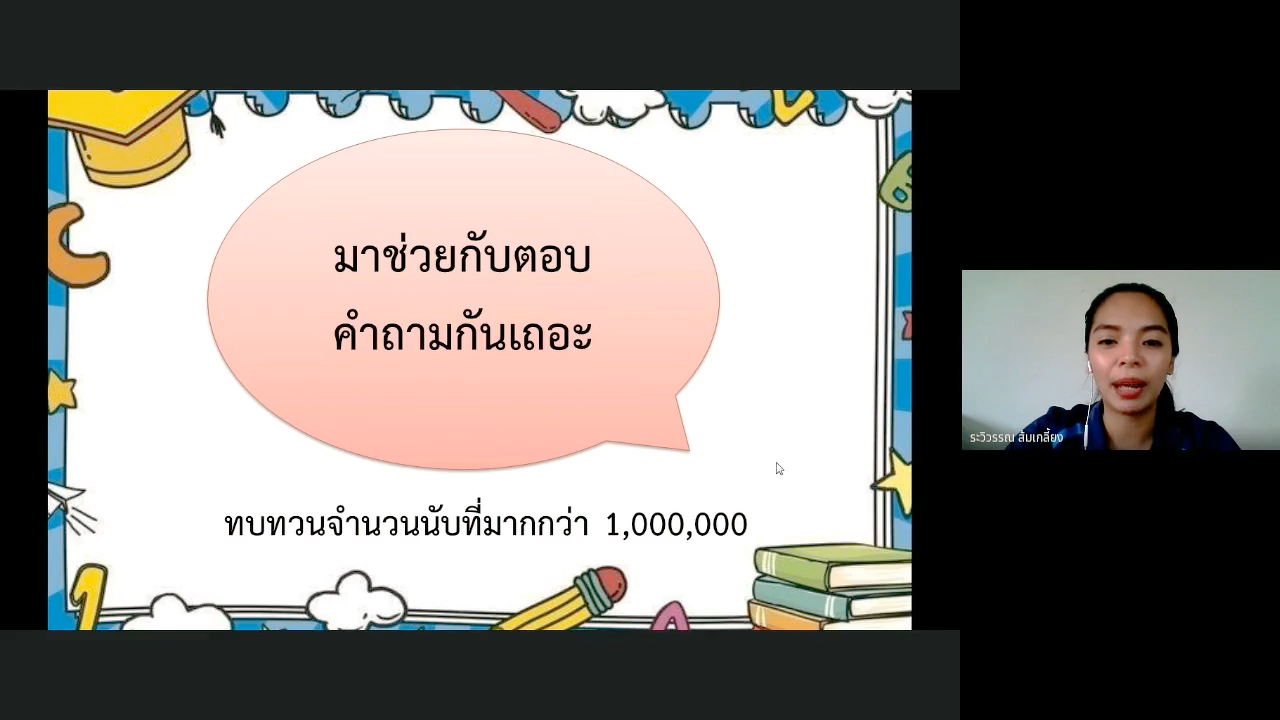 มาช่วยกับตอบ
คำถามกันเถอะ
ทบทวนจำนวนนับที่มากกว่า 1,000,000
ระวิวรรณ ส้มเกลี้ยง